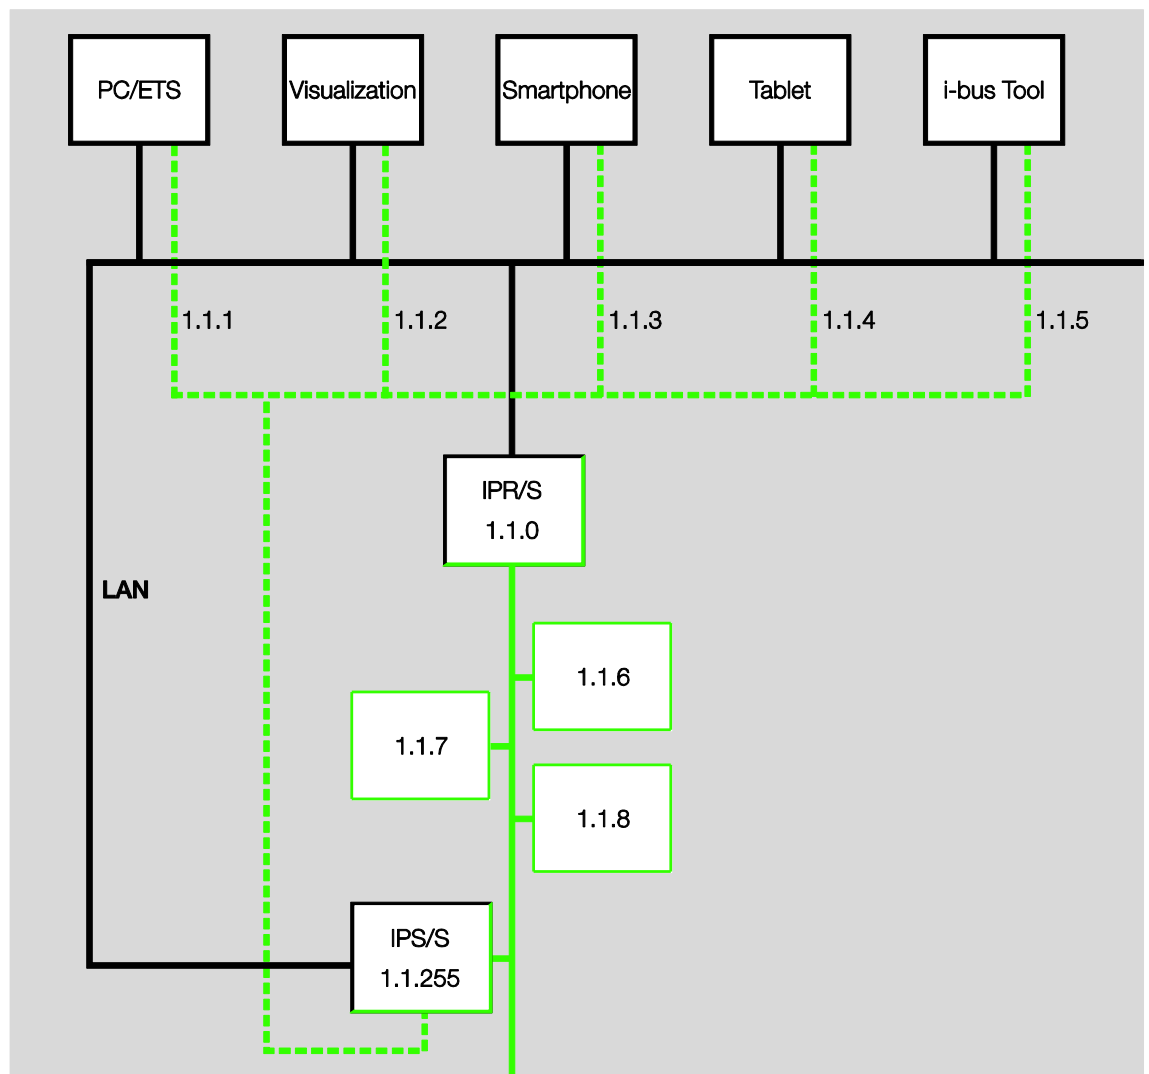 PC/ETS
Visualization
Smartphone
Tablet
i-bus Tool
1.1.1
1.1.2
1.1.3
1.1.4
1.1.5
IPR/S
1.1.0
LAN
1.1.6
1.1.7
1.1.8
IPS/S
1.1.255